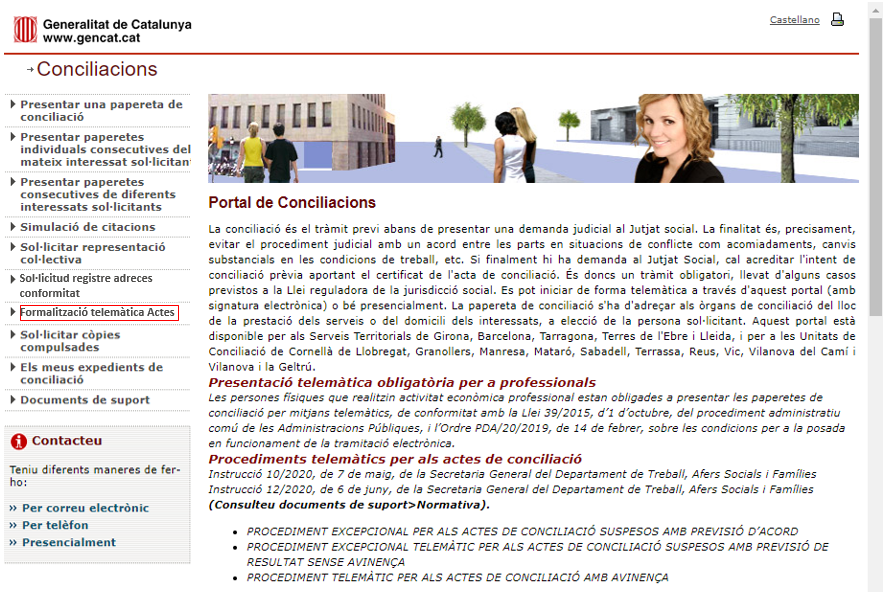 Generalitat de Catalunya
www.gencat.cat
Castellano
Conciliacions
Presentar una papereta de
conciliació
Presentar paperetes
individuals consecutives del
mateix interessat sol·licitant
Presentar paperetes
consecutives de diferents
interessats sol·licitants
Simulació de citacions
Sol·licitar representació
col·lectiva
Sol·licitud registre adreces
conformitat
Formalització telemàtica Actes
Sol·licitar còpies
compulsades
Els meus expedients de
conciliació
Documents de suport
Contacteu
Teniu diferents maneres de fer-
ho:
›› Per correu electrònic
›› Per telèfon
›› Presencialment
Portal de Conciliacions
La conciliació és el tràmit previ abans de presentar una demanda judicial al Jutjat social. La finalitat és, precisament,
evitar el procediment judicial amb un acord entre les parts en situacions de conflicte com acomiadaments, canvis
substancials en les condicions de treball, etc. Si finalment hi ha demanda al Jutjat Social, cal acreditar l'intent de
conciliació prèvia aportant el certificat de l'acta de conciliació. És doncs un tràmit obligatori, llevat d'alguns casos
previstos a la Llei reguladora de la jurisdicció social. Es pot iniciar de forma telemàtica a través d'aquest portal (amb
signatura electrònica) o bé presencialment. La papereta de conciliació s'ha d'adreçar als òrgans de conciliació del lloc
de la prestació dels serveis o del domicili dels interessats, a elecció de la persona sol·licitant. Aquest portal està
disponible per als Serveis Territorials de Girona, Barcelona, Tarragona, Terres de l'Ebre i Lleida, i per a les Unitats de
Conciliació de Cornellà de Llobregat, Granollers, Manresa, Mataró, Sabadell, Terrassa, Reus, Vic, Vilanova del Camí i
Vilanova i la Geltrú.
Presentació telemàtica obligatòria per a professionals
Les persones físiques que realitzin activitat econòmica professional estan obligades a presentar les paperetes de
conciliació per mitjans telemàtics, de conformitat amb la Llei 39/2015, d’1 d’octubre, del procediment administratiu
comú de les Administracions Públiques, i l’Ordre PDA/20/2019, de 14 de febrer, sobre les condicions per a la posada
en funcionament de la tramitació electrònica.
Procediments telemàtics per als actes de conciliació
Instrucció 10/2020, de 7 de maig, de la Secretaria General del Departament de Treball, Afers Socials i Famílies
Instrucció 12/2020, de 6 de juny, de la Secretaria General del Departament de Treball, Afers Socials i Famílies
(Consulteu documents de suport>Normativa).
• PROCEDIMENT EXCEPCIONAL PER ALS ACTES DE CONCILIACIÓ SUSPESOS AMB PREVISIÓ D’ACORD
• PROCEDIMENT EXCEPCIONAL TELEMÀTIC PER ALS ACTES DE CONCILIACIÓ SUSPESOS AMB PREVISIÓ DE
RESULTAT SENSE AVINENÇA
• PROCEDIMENT TELEMÀTIC PER ALS ACTES DE CONCILIACIÓ AMB AVINENÇA